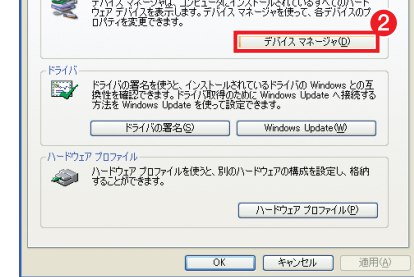 デバイス マネージャは、コンピュータにインストールされているすべてのハード
ウェア デバイスを表示します。デバイス マネージャを使って、各デバイスのプ
ロパティを変更できます。
2
デバイス マネージャ(D)
ドライバ
ドライバの署名を使うと、インストールされているドライバの Windows との互
換性を確認できます。ドライバ取得のために Windows Update へ接続する
方法を Windows Update を使って設定できます。
ドライバの署名(S)
Windows Update(W)
ハードウェア プロファイル
ハードウェア プロファイルを使うと、別のハードウェアの構成を設定し、格納
することができます。
ハードウェア プロファイル(P)
OK
キャンセル
適用(A)